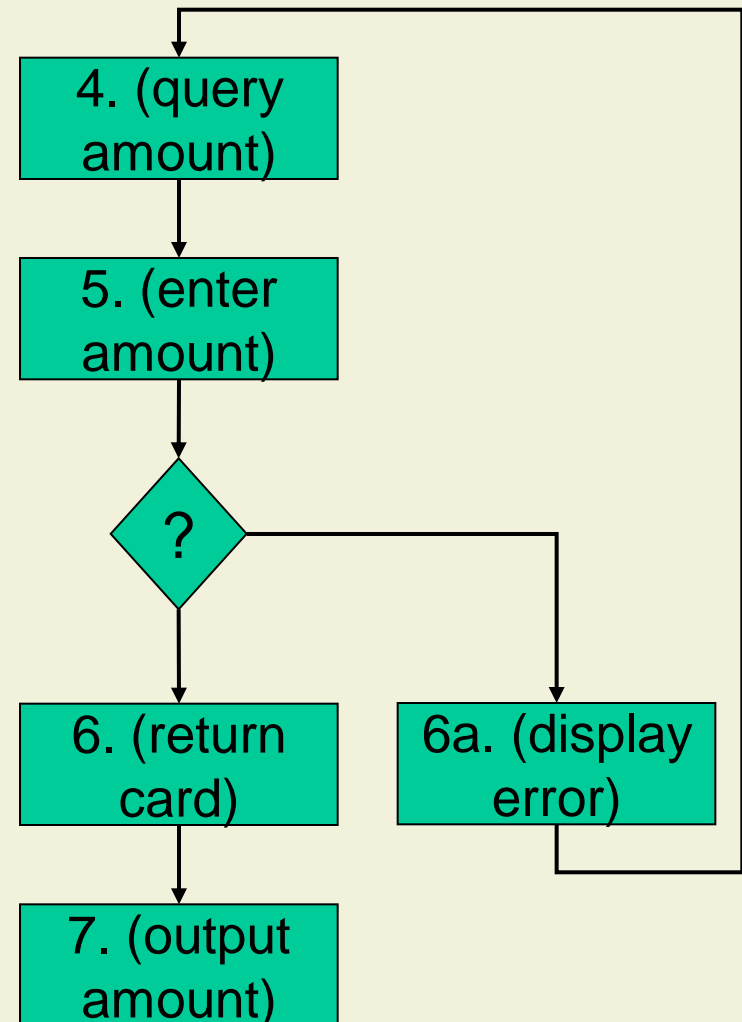 4. (query
amount)
5. (enter
amount)
?
6. (return
card)
6a. (display
error)
7. (output
amount)